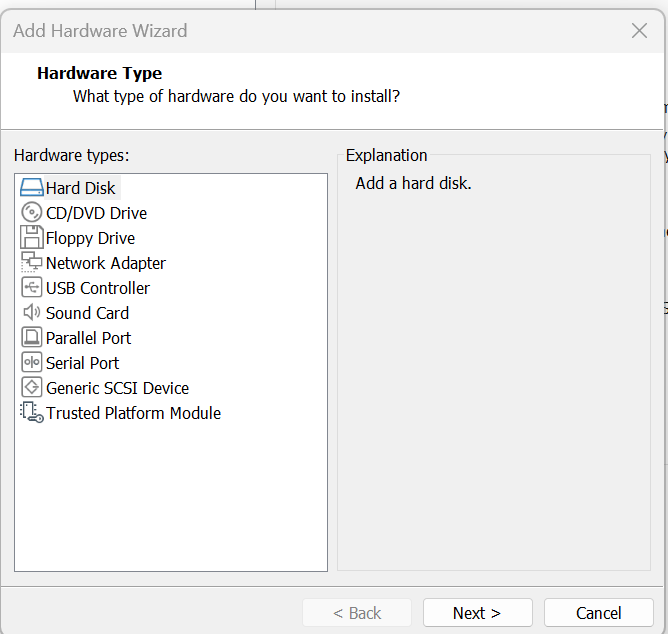 Add Hardware Wizard
Hardware Type
What type of hardware do you want to install?
Hardware types:
Hard Disk
CD/DVD Drive
Floppy Drive
Network Adapter
USB Controller
Sound Card
Parallel Port
Serial Port
Generic SCSI Device
Trusted Platform Module
Explanation
Add a hard disk.
< Back
Next >
Cancel